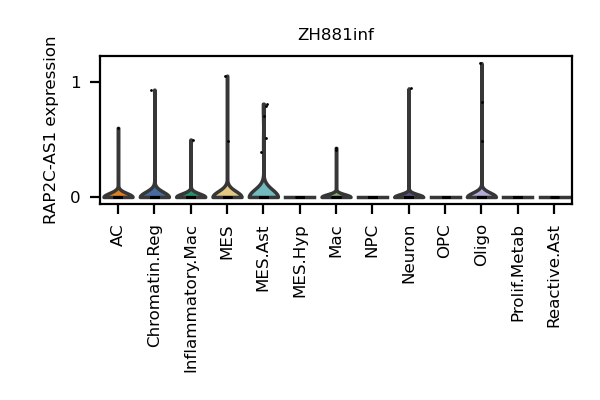 ZH881inf
RAP2C-AS1 expression
1
0
AC
Chromatin.Reg
Inflammatory.Mac
MES
MES.Ast
MES.Hyp
Mac
NPC
Neuron
OPC
Oligo
Prolif.Metab
Reactive.Ast